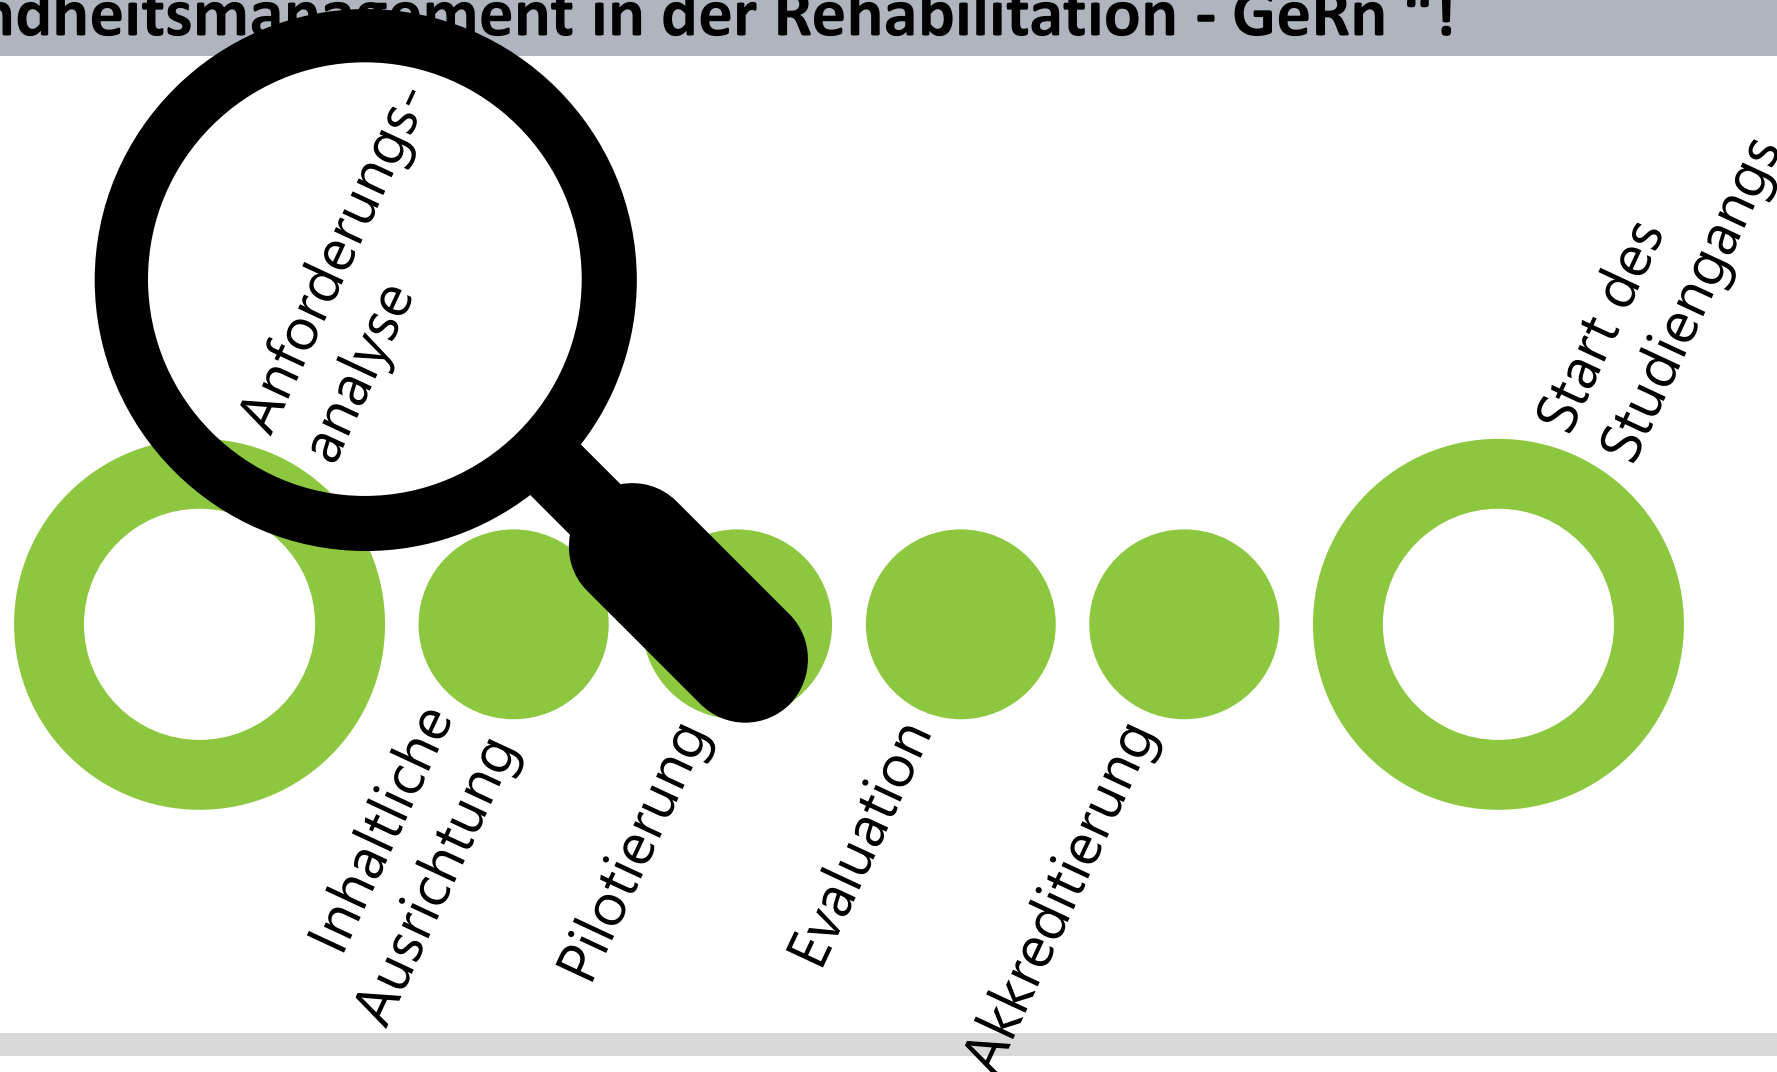 ndheitsmanagement in der Rehabilitation - GeRn “!
Anforderungs-
analyse
Inhaltliche
Ausrichtung
Pilotierung
Evaluation
Akkreditierung
Start des
Studiengangs